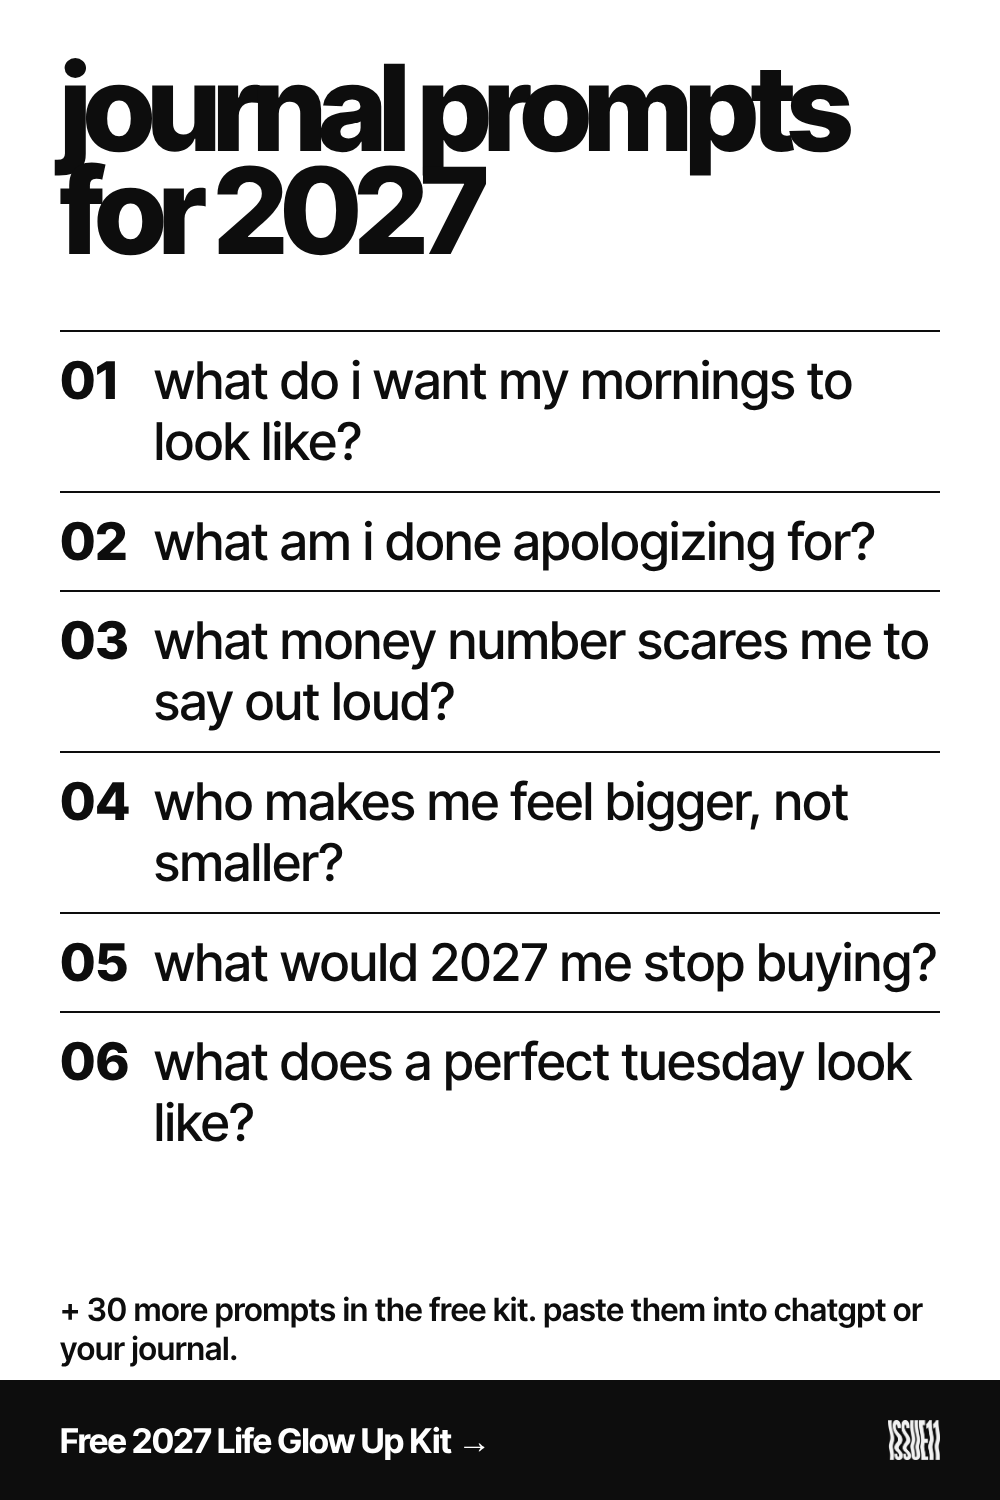 journal prompts
for 2027
01 what do i want my mornings to
look like?
02 what am i done apologizing for?
03 what money number scares me to
say out loud?
04 who makes me feel bigger, not
smaller?
05 what would 2027 me stop buying?
06 what does a perfect tuesday look
like?
+ 30 more prompts in the free kit. paste them into chatgpt or
your journal.
Free 2027 Life Glow Up Kit →
ISSUE11